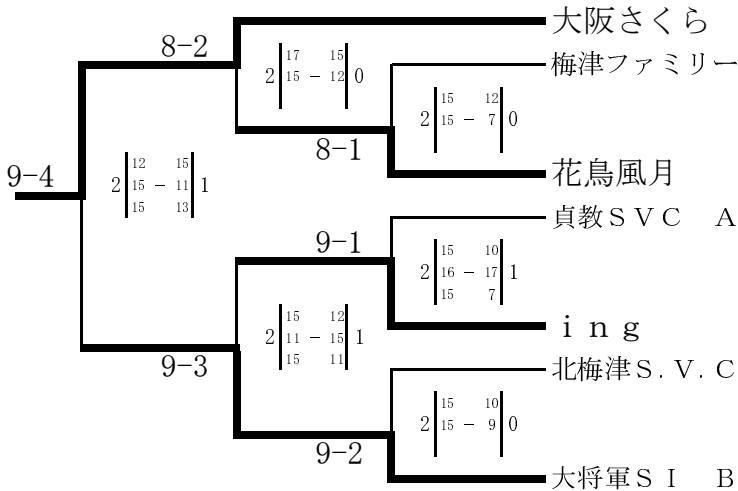 大阪さくら
8-2
2 17 15 0
15 - 12
梅津ファミリー
2 15 12 0
15 - 7
8-1
花鳥風月
9-4
2 12 15 1
15 - 11
15 13
貞教SVC A
9-1
2 15 10 1
16 - 17
15 7
ing
2 15 12 1
11 - 15
15 11
9-3
北梅津S.V.C
2 15 10 0
15 - 9
9-2
大将軍SI B